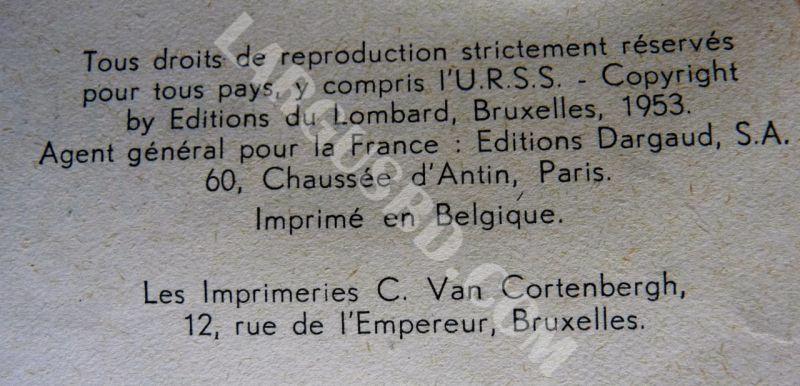 Tous droits de reproduction strictement réservés
pour tous pays, y compris l'U.R.S.S. - Copyright
by Editions du Lombard, Bruxelles, 1953.
Agent général pour la France : Editions Dargaud, S.A.
60, Chaussée d'Antin, Paris.
Imprimé en Belgique.
Les Imprimeries C. Van Cortenbergh,
12, rue de l'Empereur, Bruxelles.
LARGUSBD.COM